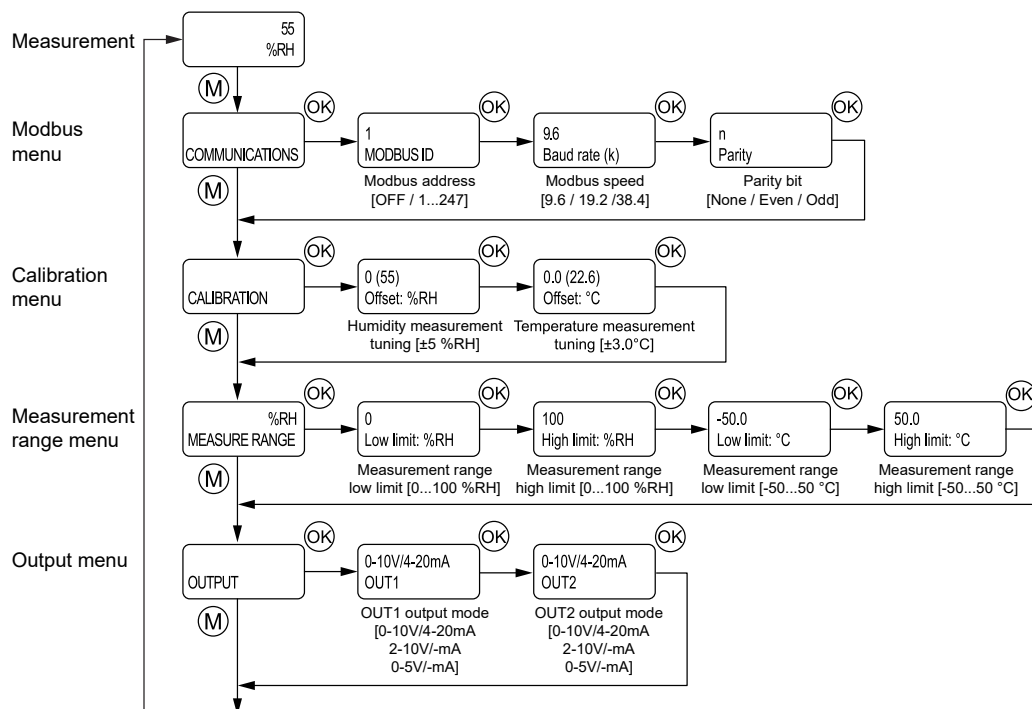 Measurement
55
%RH
M
Modbus
menu
COMMUNICATIONS
OK
1
MODBUS ID
OK
9.6
Baud rate (k)
OK
n
Parity
OK
Modbus address
[OFF / 1...247]
Modbus speed
[9.6 / 19.2 /38.4]
Parity bit
[None / Even / Odd]
M
Calibration
menu
CALIBRATION
OK
0 (55)
Offset: %RH
OK
0.0 (22.6)
Offset: °C
OK
Humidity measurement
tuning [±5 %RH]
Temperature measurement
tuning [±3.0°C]
M
Measurement
range menu
%RH
MEASURE RANGE
OK
0
Low limit: %RH
OK
100
High limit: %RH
OK
-50.0
Low limit: °C
OK
50.0
High limit: °C
OK
Measurement range
low limit [0...100 %RH]
Measurement range
high limit [0...100 %RH]
Measurement range
low limit [-50...50 °C]
Measurement range
high limit [-50...50 °C]
M
Output menu
OUTPUT
OK
0-10V/4-20mA
OUT1
OK
0-10V/4-20mA
OUT2
OK
OUT1 output mode
[0-10V/4-20mA
2-10V/-mA
0-5V/-mA]
OUT2 output mode
[0-10V/4-20mA
2-10V/-mA
0-5V/-mA]
M